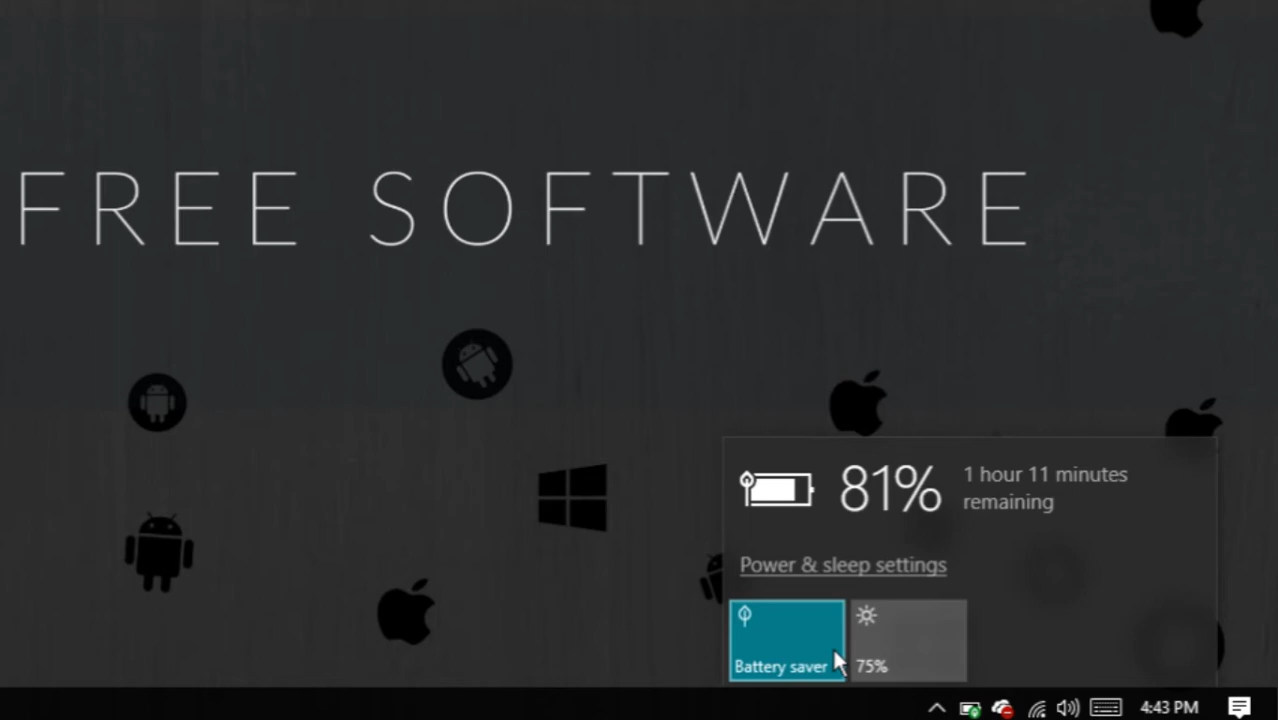 FREE SOFTWARE
81%
1 hour 11 minutes
remaining
Power & sleep settings
Battery saver
75%
4:43 PM